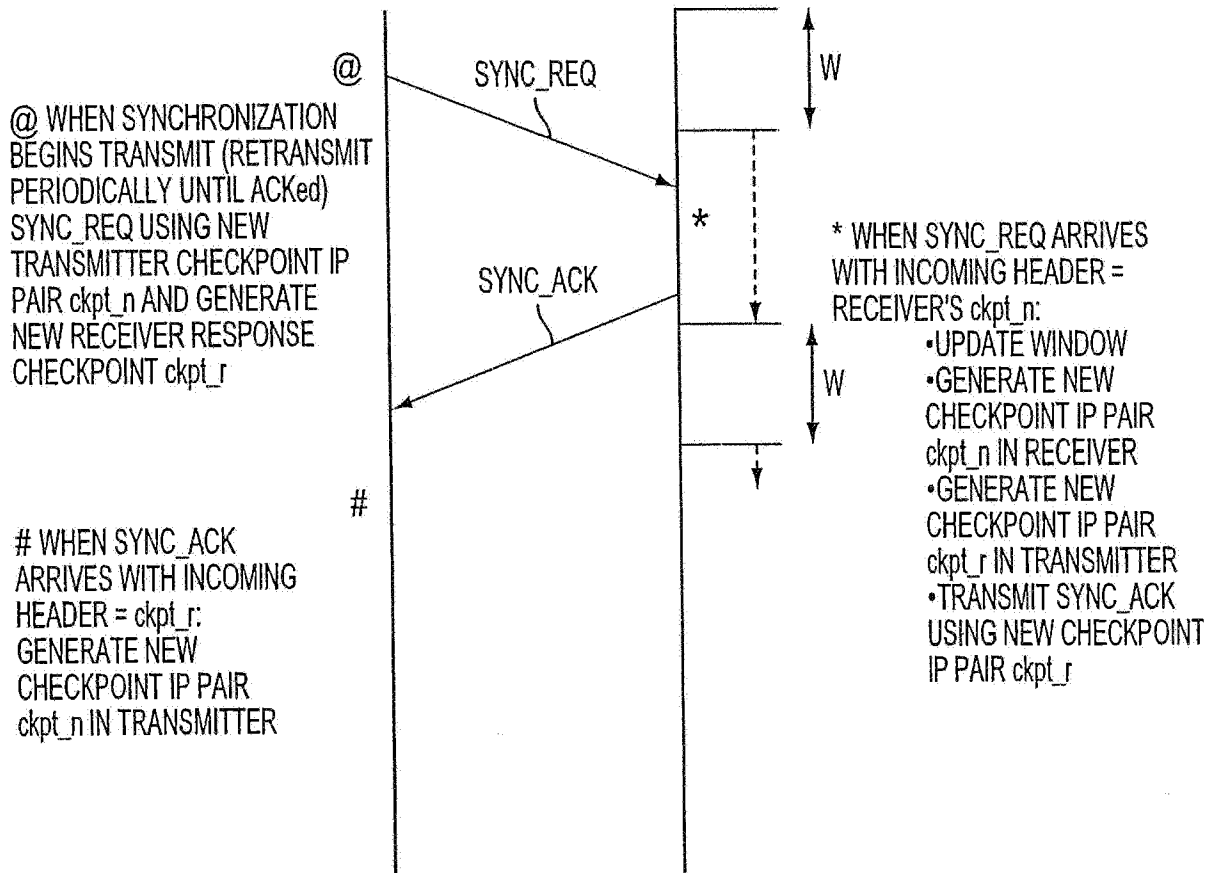 @
SYNC_REQ
W
@ WHEN SYNCHRONIZATION
BEGINS TRANSMIT (RETRANSMIT
PERIODICALLY UNTIL ACKed)
SYNC_REQ USING NEW
TRANSMITTER CHECKPOINT IP
PAIR ckpt_n AND GENERATE
NEW RECEIVER RESPONSE
CHECKPOINT ckpt_r
*
SYNC_ACK
* WHEN SYNC_REQ ARRIVES
WITH INCOMING HEADER =
RECEIVER'S ckpt_n:
•UPDATE WINDOW
•GENERATE NEW
CHECKPOINT IP PAIR
ckpt_n IN RECEIVER
•GENERATE NEW
CHECKPOINT IP PAIR
ckpt_r IN TRANSMITTER
•TRANSMIT SYNC_ACK
USING NEW CHECKPOINT
IP PAIR ckpt_r
W
#
# WHEN SYNC_ACK
ARRIVES WITH INCOMING
HEADER = ckpt_r:
GENERATE NEW
CHECKPOINT IP PAIR
ckpt_n IN TRANSMITTER